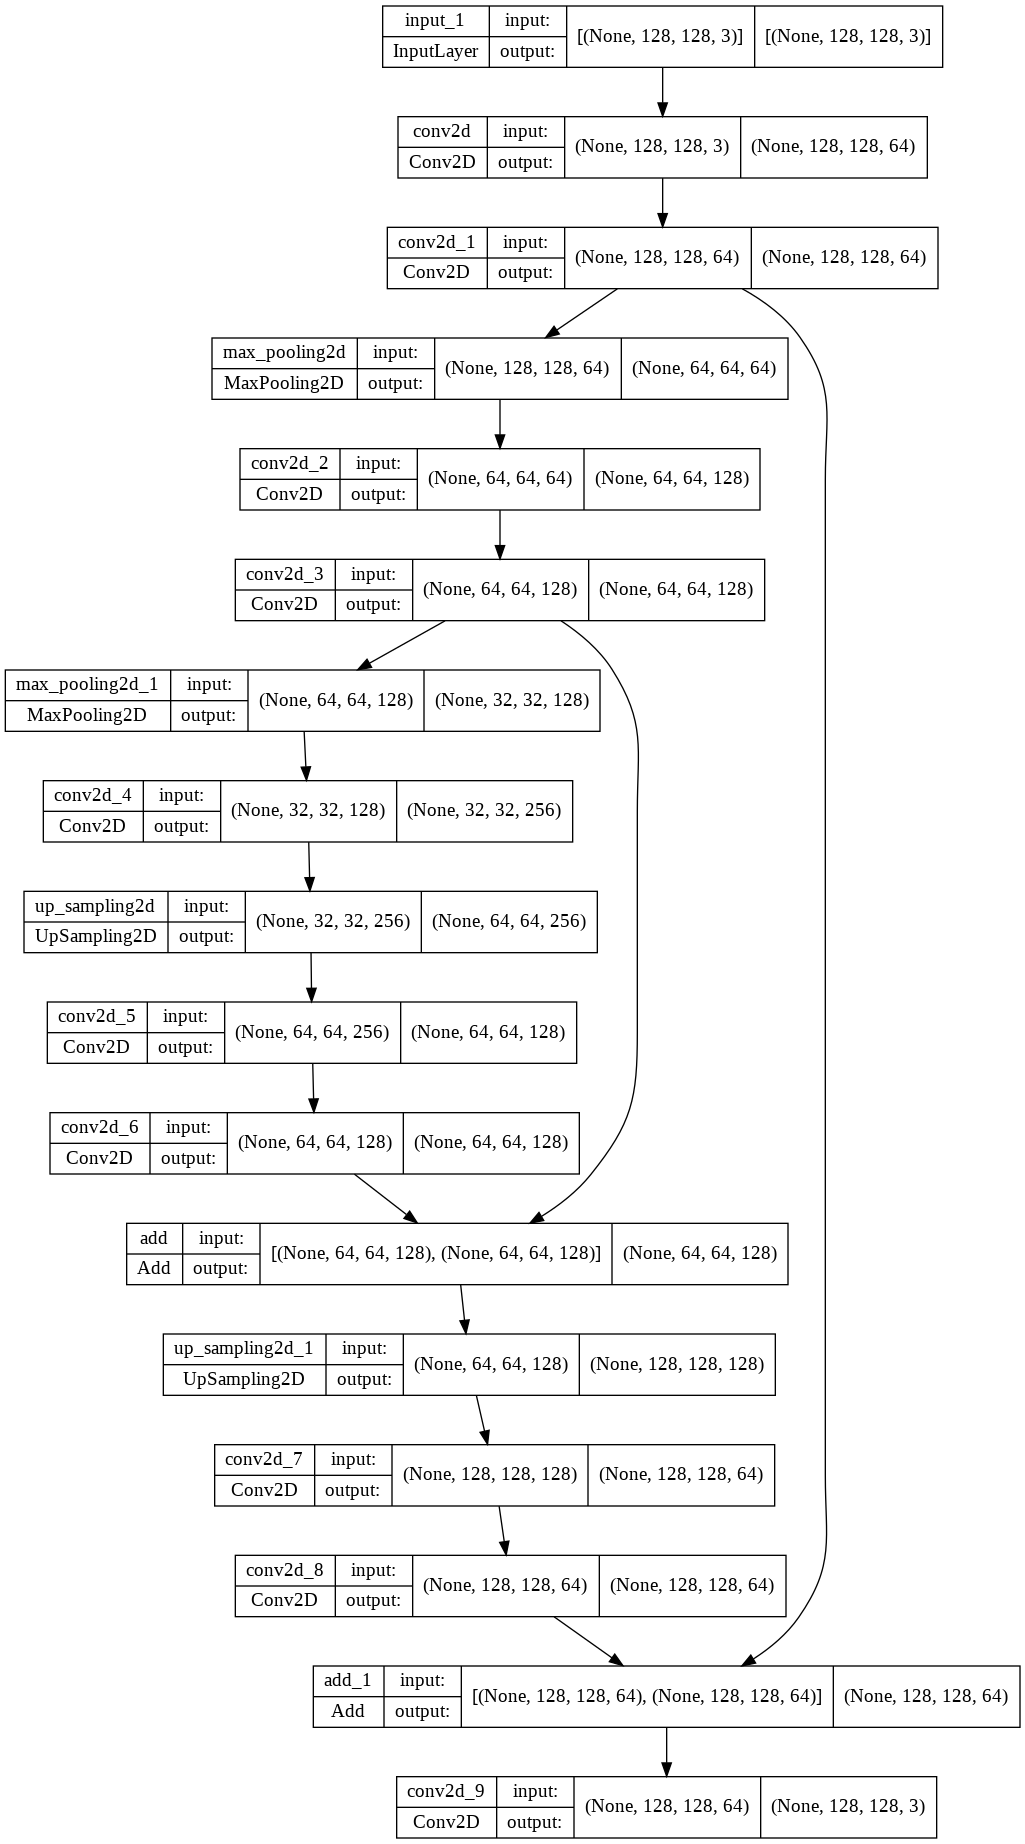 input_1 input: [(None, 128, 128, 3)] [(None, 128, 128, 3)]
InputLayer output:
conv2d input: (None, 128, 128, 3) (None, 128, 128, 64)
Conv2D output:
conv2d_1 input: (None, 128, 128, 64) (None, 128, 128, 64)
Conv2D output:
max_pooling2d input: (None, 128, 128, 64) (None, 64, 64, 64)
MaxPooling2D output:
conv2d_2 input: (None, 64, 64, 64) (None, 64, 64, 128)
Conv2D output:
conv2d_3 input: (None, 64, 64, 128) (None, 64, 64, 128)
Conv2D output:
max_pooling2d_1 input: (None, 64, 64, 128) (None, 32, 32, 128)
MaxPooling2D output:
conv2d_4 input: (None, 32, 32, 128) (None, 32, 32, 256)
Conv2D output:
up_sampling2d input: (None, 32, 32, 256) (None, 64, 64, 256)
UpSampling2D output:
conv2d_5 input: (None, 64, 64, 256) (None, 64, 64, 128)
Conv2D output:
conv2d_6 input: (None, 64, 64, 128) (None, 64, 64, 128)
Conv2D output:
add input: [(None, 64, 64, 128), (None, 64, 64, 128)] (None, 64, 64, 128)
Add output:
up_sampling2d_1 input: (None, 64, 64, 128) (None, 128, 128, 128)
UpSampling2D output:
conv2d_7 input: (None, 128, 128, 128) (None, 128, 128, 64)
Conv2D output:
conv2d_8 input: (None, 128, 128, 64) (None, 128, 128, 64)
Conv2D output:
add_1 input: [(None, 128, 128, 64), (None, 128, 128, 64)] (None, 128, 128, 64)
Add output:
conv2d_9 input: (None, 128, 128, 64) (None, 128, 128, 3)
Conv2D output: